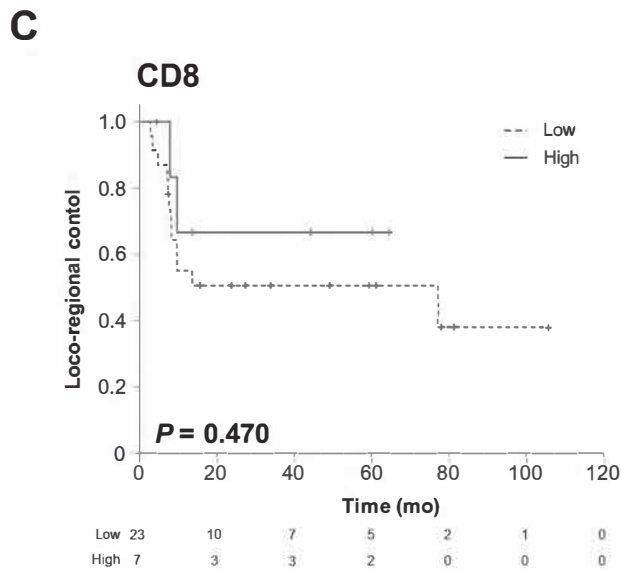 C
CD8
Low
High
Loco-regional contol
1.0
0.8
0.6
0.4
0.2
0
P = 0.470
0 20 40 60 80 100 120
Time (mo)
Low 23 10 7 5 2 1 0
High 7 3 3 2 0 0 0